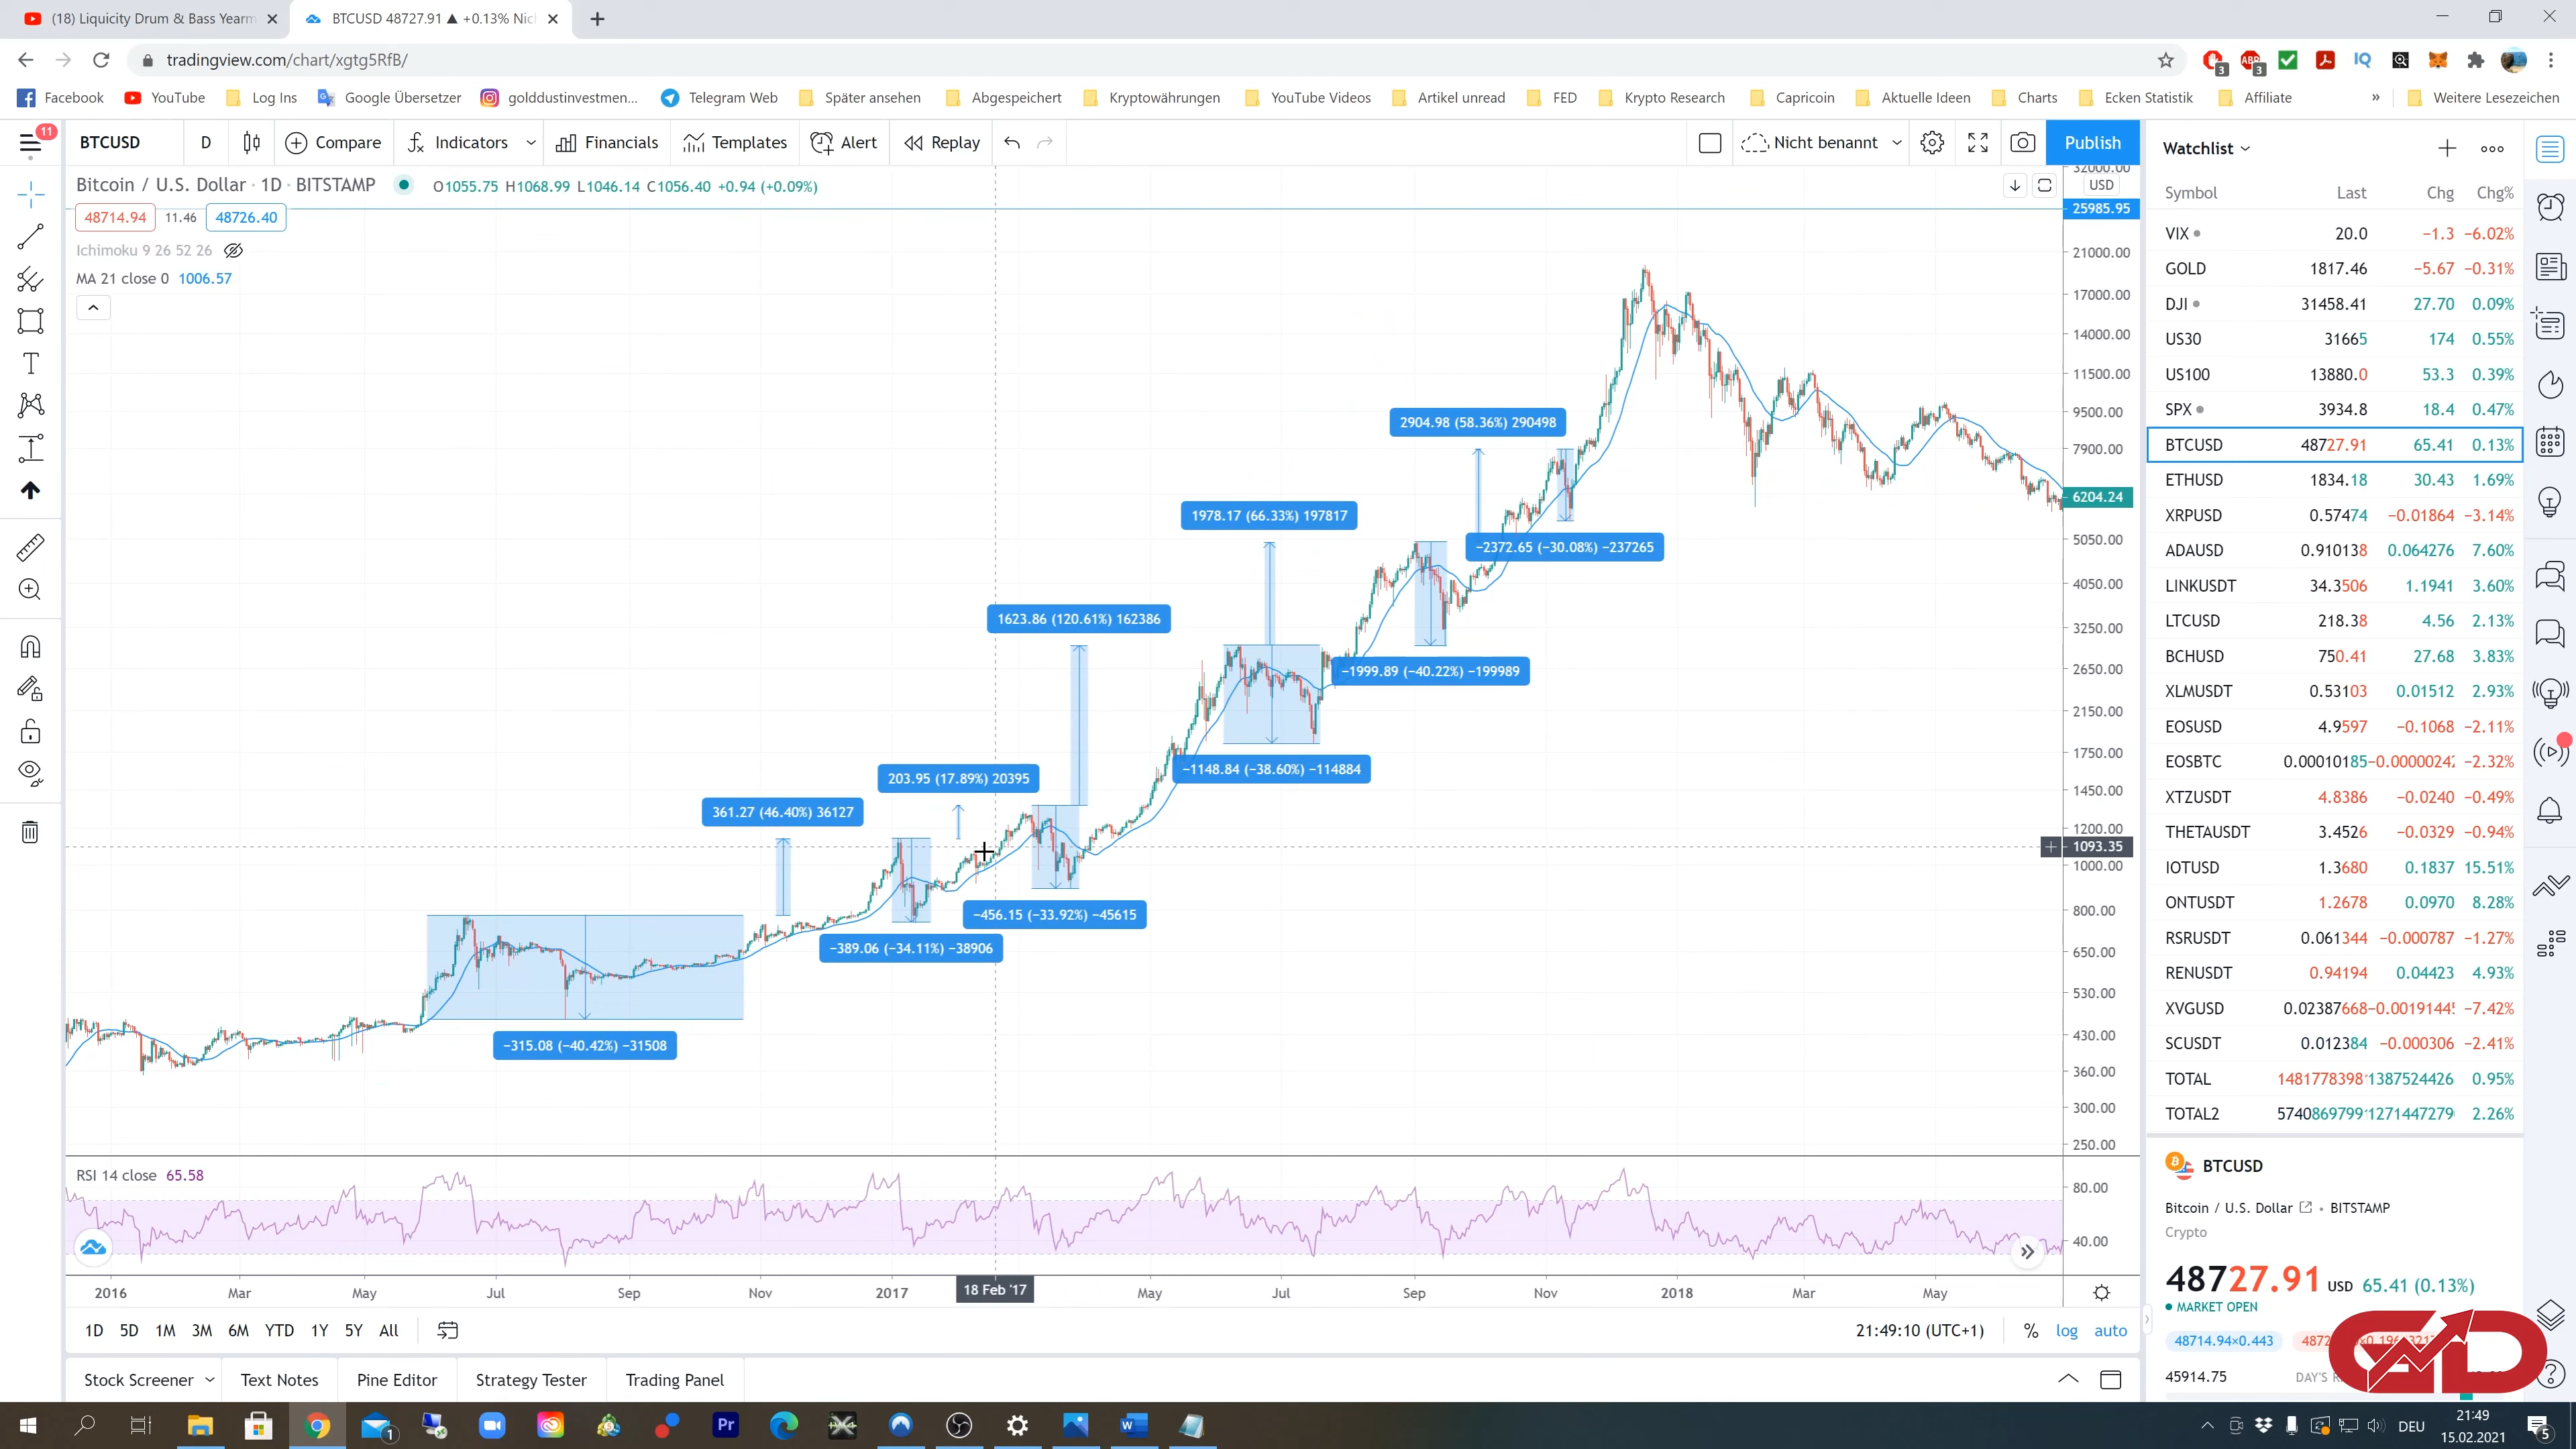 (18) Liquicity Drum & Bass Yearm
BTCUSD 48727.91 ▲ +0.13% Nic
tradingview.com/chart/xgtg5RfB/
3
ABP
3
IQ
Facebook
YouTube
Log Ins
Google Übersetzer
golddustinvestmen...
Telegram Web
Später ansehen
Abgespeichert
Kryptowährungen
YouTube Videos
Artikel unread
FED
Krypto Research
Capricoin
Aktuelle Ideen
Charts
Ecken Statistik
Affiliate
»
Weitere Lesezeichen
11
BTCUSD
D
Compare
Indicators
Financials
Templates
Alert
Replay
Nicht benannt
Publish
Bitcoin / U.S. Dollar · 1D · BITSTAMP
O1055.75 H1068.99 L1046.14 C1056.40 +0.94 (+0.09%)
48714.94
11.46
48726.40
Ichimoku 9 26 52 26
MA 21 close 0 1006.57
32000.00
USD
25985.95
21000.00
17000.00
14000.00
11500.00
9500.00
7900.00
6204.24
5050.00
4050.00
3250.00
2650.00
2150.00
1750.00
1450.00
1200.00
1093.35
1000.00
800.00
650.00
530.00
430.00
360.00
300.00
250.00
2904.98 (58.36%) 290498
1978.17 (66.33%) 197817
−2372.65 (−30.08%) −237265
1623.86 (120.61%) 162386
−1999.89 (−40.22%) −199989
203.95 (17.89%) 20395
−1148.84 (−38.60%) −114884
361.27 (46.40%) 36127
−456.15 (−33.92%) −45615
−389.06 (−34.11%) −38906
−315.08 (−40.42%) −31508
RSI 14 close 65.58
80.00
40.00
2016 Mar May Jul Sep Nov 2017 18 Feb '17 May Jul Sep Nov 2018 Mar May
1D 5D 1M 3M 6M YTD 1Y 5Y All
21:49:10 (UTC+1) % log auto
Stock Screener
Text Notes
Pine Editor
Strategy Tester
Trading Panel
Watchlist
Symbol Last Chg Chg%
VIX 20.0 −1.3 −6.02%
GOLD 1817.46 −5.67 −0.31%
DJI 31458.41 27.70 0.09%
US30 31665 174 0.55%
US100 13880.0 53.3 0.39%
SPX 3934.8 18.4 0.47%
BTCUSD 48727.91 65.41 0.13%
ETHUSD 1834.18 30.43 1.69%
XRPUSD 0.57474 −0.01864 −3.14%
ADAUSD 0.910138 0.064276 7.60%
LINKUSDT 34.3506 1.1941 3.60%
LTCUSD 218.38 4.56 2.13%
BCHUSD 750.41 27.68 3.83%
XLMUSDT 0.53103 0.01512 2.93%
EOSUSD 4.9597 −0.1068 −2.11%
EOSBTC 0.00010185 −0.0000024 −2.32%
XTZUSDT 4.8386 −0.0240 −0.49%
THETAUSDT 3.4526 −0.0329 −0.94%
IOTUSD 1.3680 0.1837 15.51%
ONTUSDT 1.2678 0.0970 8.28%
RSRUSDT 0.061344 −0.000787 −1.27%
RENUSDT 0.94194 0.04423 4.93%
XVGUSD 0.02387668 −0.0019144 −7.42%
SCUSDT 0.012384 −0.000306 −2.41%
TOTAL 1481778398 1387524426 0.95%
TOTAL2 5740869799 1271447279 2.26%
BTCUSD
Bitcoin / U.S. Dollar · BITSTAMP
Crypto
48727.91 USD 65.41 (0.13%)
MARKET OPEN
48714.94×0.443
45914.75 DAY'S
GD
1
Pr
W
DEU
21:49
15.02.2021
5